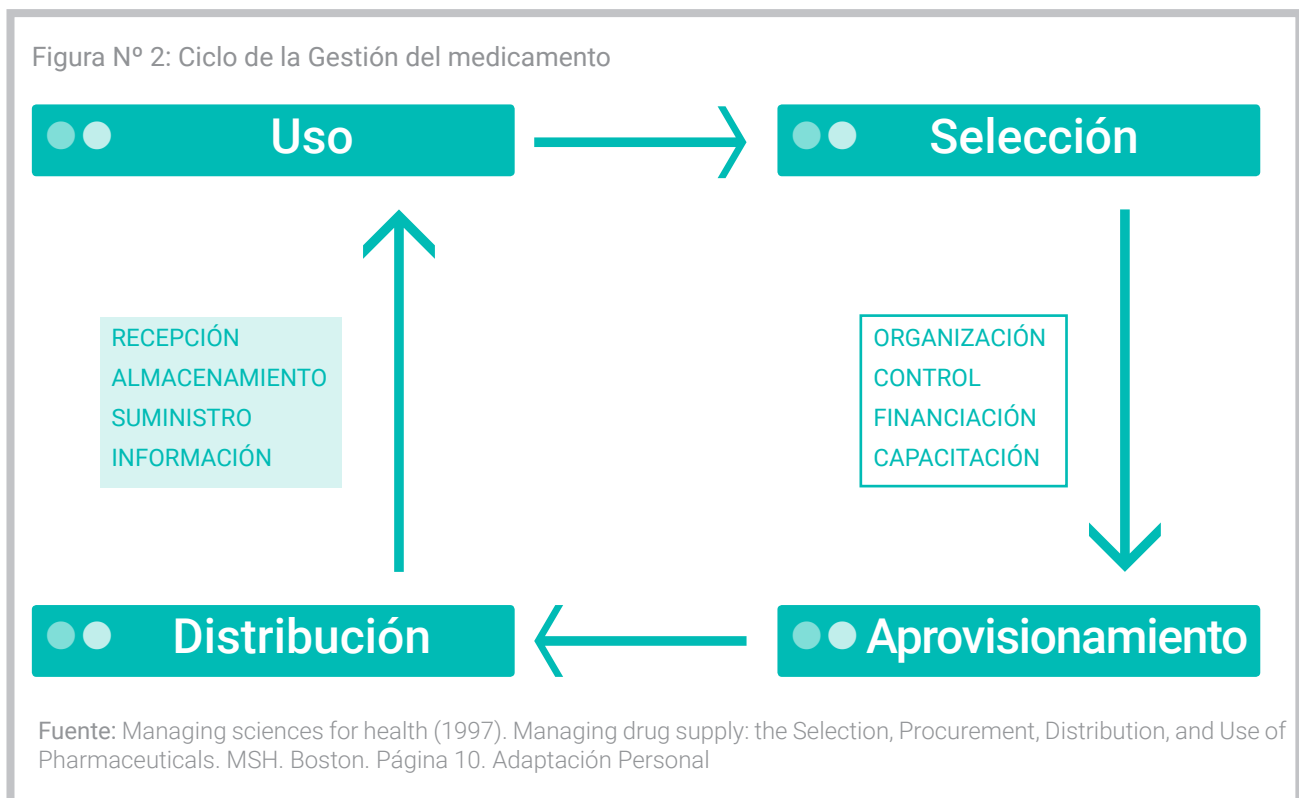 Figura Nº 2: Ciclo de la Gestión del medicamento
Uso
Selección
RECEPCIÓN
ALMACENAMIENTO
SUMINISTRO
INFORMACIÓN
ORGANIZACIÓN
CONTROL
FINANCIACIÓN
CAPACITACIÓN
Distribución
Aprovisionamiento
Fuente: Managing sciences for health (1997). Managing drug supply: the Selection, Procurement, Distribution, and Use of
Pharmaceuticals. MSH. Boston. Página 10. Adaptación Personal